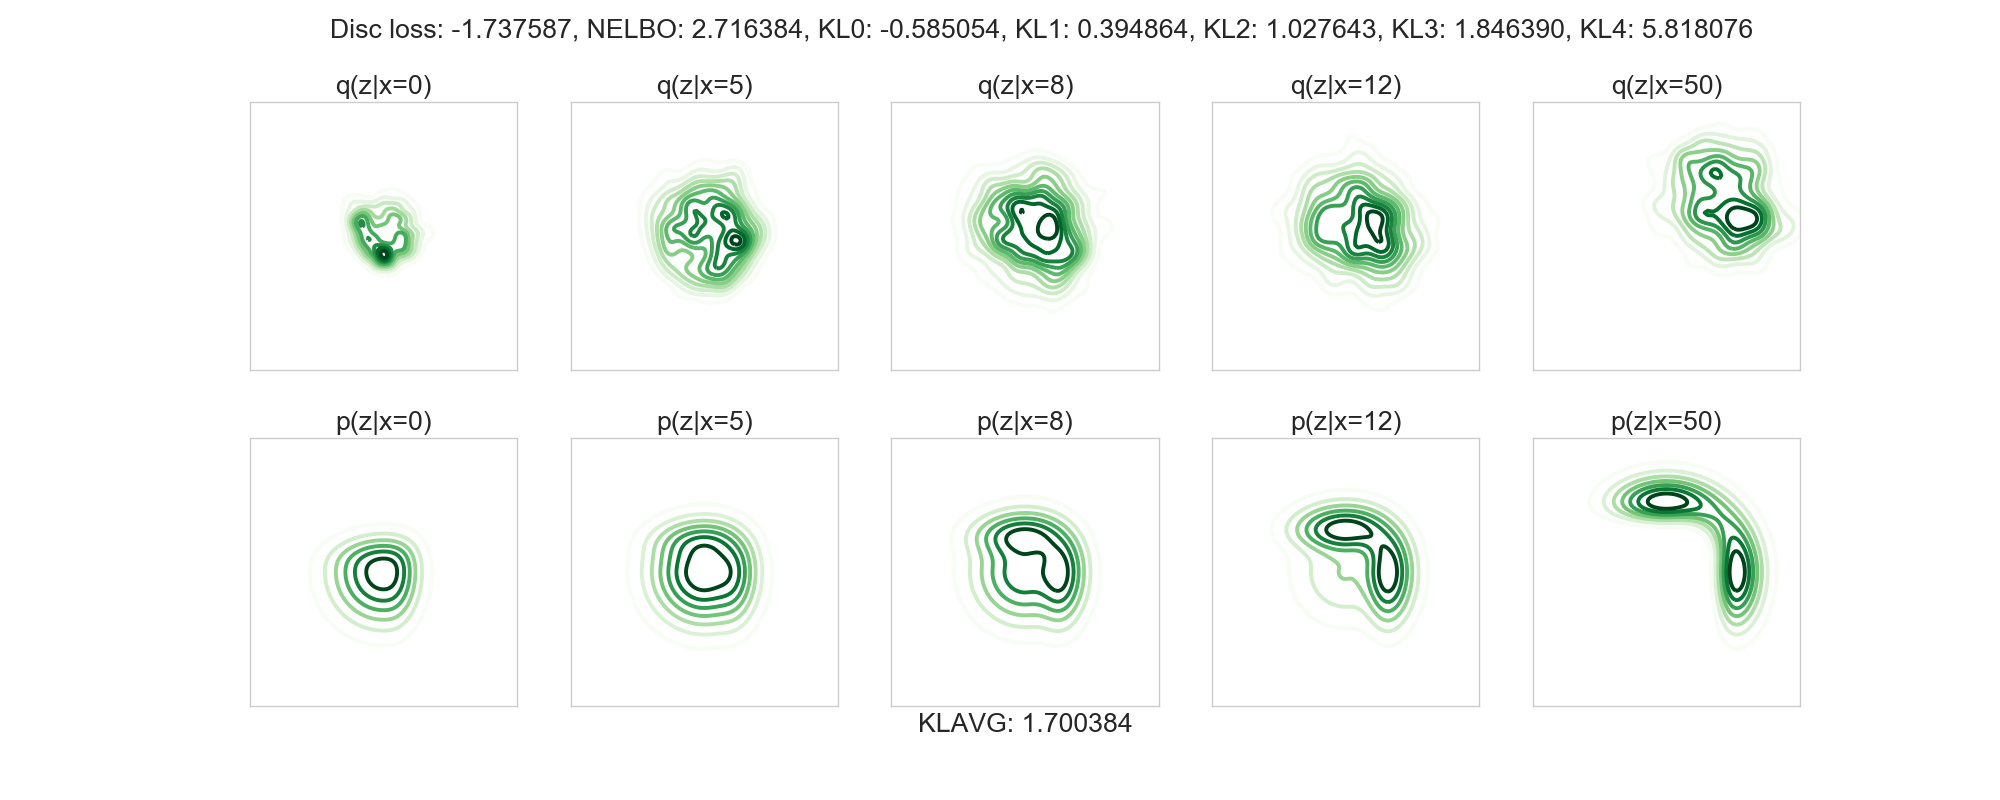 Disc loss: -1.737587, NELBO: 2.716384, KL0: -0.585054, KL1: 0.394864, KL2: 1.027643, KL3: 1.846390, KL4: 5.818076
q(z|x=0)
q(z|x=5)
q(z|x=8)
q(z|x=12)
q(z|x=50)
p(z|x=0)
p(z|x=5)
p(z|x=8)
p(z|x=12)
p(z|x=50)
KLAVG: 1.700384